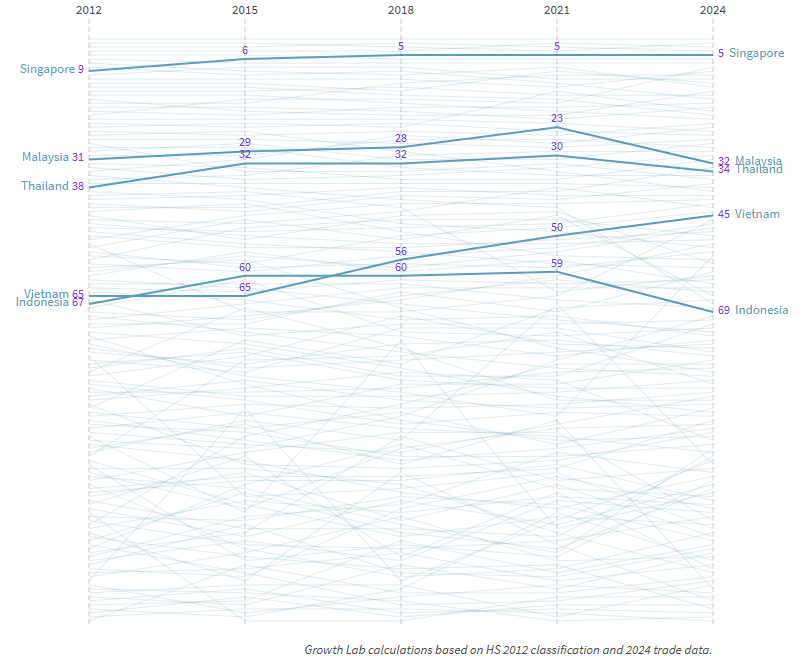 2012 2015 2018 2021 2024
6 5 5
Singapore 9 5 Singapore
23
29 28
Malaysia 31 32 32 30 32 Malaysia
Thailand 38 34 Thailand
45 Vietnam
50
56
60 60 59
Vietnam 65 65
Indonesia 67 69 Indonesia
Growth Lab calculations based on HS 2012 classification and 2024 trade data.